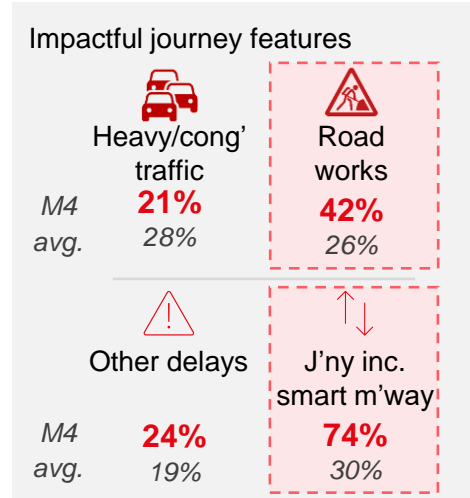 Impactful journey features
Heavy/cong’ Road
traffic works
M4 21% 42%
avg. 28% 26%
Other delays J’ny inc.
smart m’way
M4 24% 74%
avg. 19% 30%